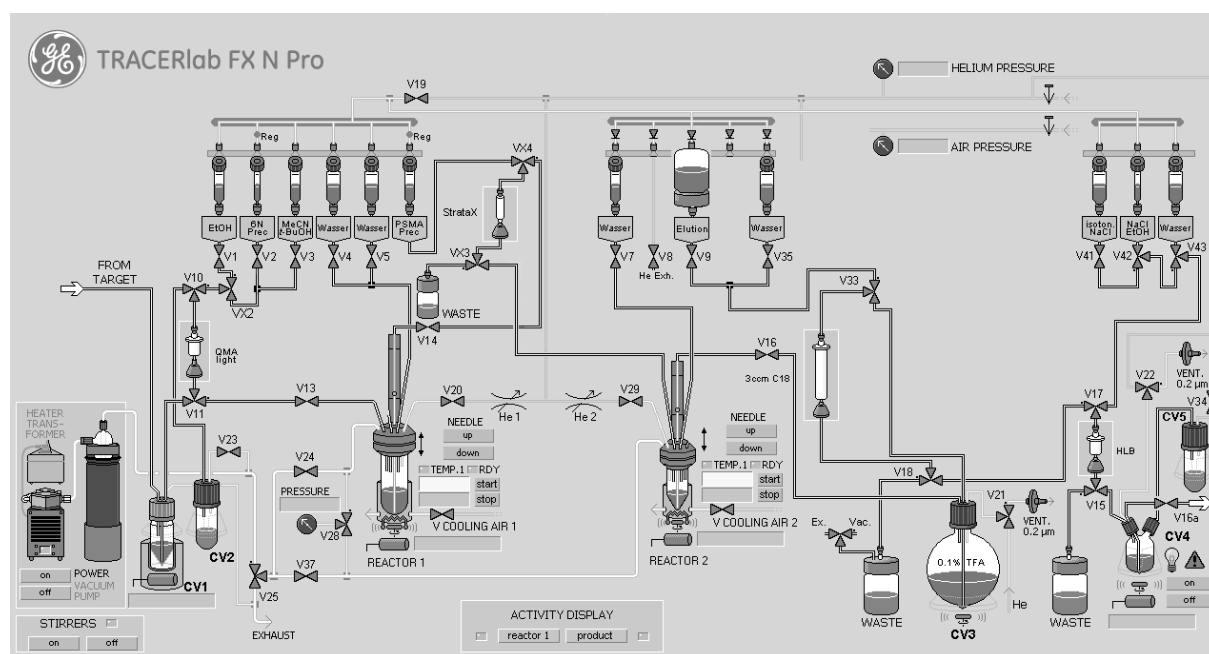 GE TRACERlab FX N Pro
HELIUM PRESSURE
AIR PRESSURE
V19
Reg
Reg
VX4
StrataX
EtOH
6N Prec
MeCN t-BuOH
Wasser
Wasser
PSMA Prec
Wasser
Elution
Wasser
isoton. NaCl
NaCl EtOH
Wasser
V1
V2
V3
V4
V5
VX3
V7
V8
He Exh.
V9
V35
V41
V42
V43
FROM TARGET
V10
VX2
WASTE
V14
V33
QMA light
V16
3ccm C18
V22
VENT. 0.2 µm
V34
CV5
V11
V13
V20
He 1
He 2
V29
V17
HLB
HEATER TRANS-FORMER
V23
V24
NEEDLE
up
down
TEMP.1
RDY
start
stop
NEEDLE
up
down
TEMP.1
RDY
start
stop
V18
V15
V16a
PRESSURE
V28
V COOLING AIR 1
V COOLING AIR 2
Ex.
Vac.
V21
VENT. 0.2 µm
CV4
CV2
CV1
V37
V25
REACTOR 1
REACTOR 2
0.1% TFA
He
on
off
POWER
VACUUM PUMP
on
off
WASTE
CV3
WASTE
STIRRERS
on
off
EXHAUST
ACTIVITY DISPLAY
reactor 1
product